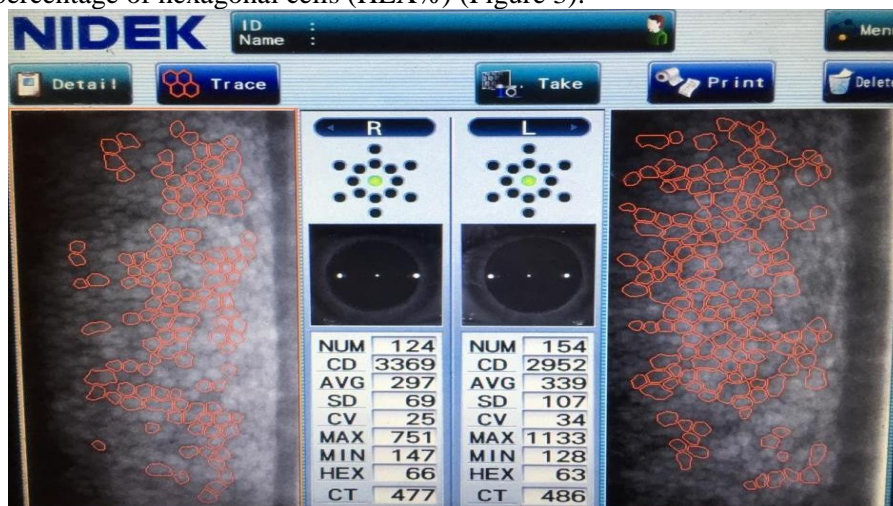 percentage of hexagonal cells (HEX%) (Figure 3).
NIDEK
ID :
Name :
Menu
Detail
Trace
Take
Print
Delete
R
L
NUM 124
CD 3369
AVG 297
SD 69
CV 25
MAX 751
MIN 147
HEX 66
CT 477
NUM 154
CD 2952
AVG 339
SD 107
CV 34
MAX 1133
MIN 128
HEX 63
CT 486